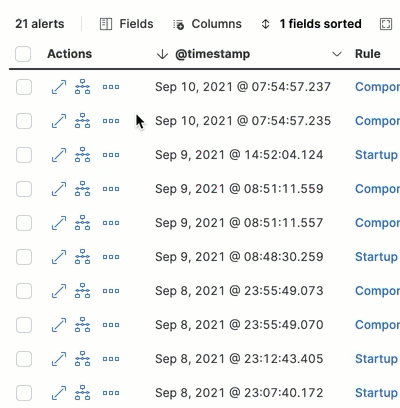 21 alerts Fields Columns 1 fields sorted
Actions @timestamp Rule
Sep 10, 2021 @ 07:54:57.237 Compor
Sep 10, 2021 @ 07:54:57.235 Compor
Sep 9, 2021 @ 14:52:04.124 Startup
Sep 9, 2021 @ 08:51:11.559 Compor
Sep 9, 2021 @ 08:51:11.557 Compor
Sep 9, 2021 @ 08:48:30.259 Startup
Sep 8, 2021 @ 23:55:49.073 Compor
Sep 8, 2021 @ 23:55:49.070 Compor
Sep 8, 2021 @ 23:12:43.405 Startup
Sep 8, 2021 @ 23:07:40.172 Startup